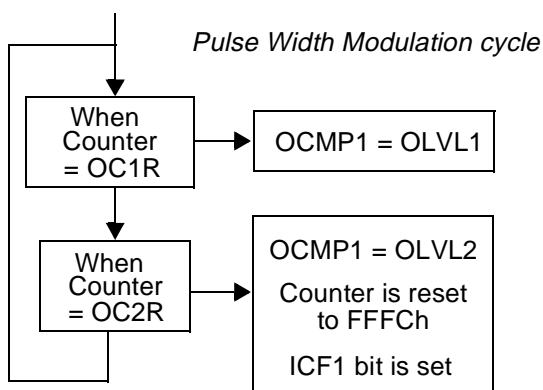 Pulse Width Modulation cycle
When
Counter
= OC1R
OCMP1 = OLVL1
When
Counter
= OC2R
OCMP1 = OLVL2
Counter is reset
to FFFCh
ICF1 bit is set